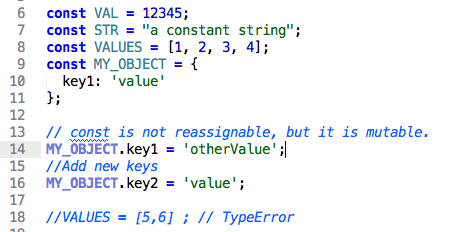 6 const VAL = 12345;
7 const STR = "a constant string";
8 const VALUES = [1, 2, 3, 4];
9 const MY_OBJECT = {
10   key1: 'value'
11 };
12
13 // const is not reassignable, but it is mutable.
14 MY_OBJECT.key1 = 'otherValue';
15 //Add new keys
16 MY_OBJECT.key2 = 'value';
17
18 //VALUES = [5,6] ; // TypeError